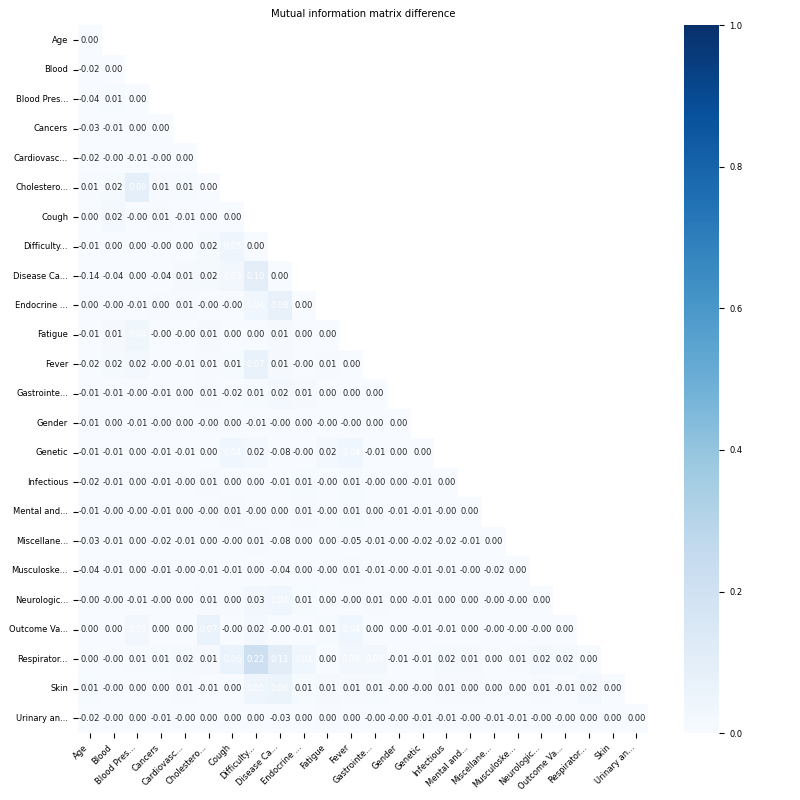 Mutual information matrix difference
Age 0.00
Blood -0.02 0.00
Blood Pres... -0.04 0.01 0.00
Cancers -0.03 -0.01 0.00 0.00
Cardiovasc... -0.02 -0.00 -0.01 -0.00 0.00
Cholestero... 0.01 0.02 0.01 0.01 0.00
Cough 0.00 0.02 -0.00 0.01 -0.01 0.00 0.00
Difficulty... -0.01 0.00 0.00 -0.00 0.00 0.02 0.00
Disease Ca... -0.14 -0.04 0.00 -0.04 0.01 0.02 0.10 0.00
Endocrine ... 0.00 -0.00 -0.01 0.00 0.01 -0.00 -0.00 0.00
Fatigue -0.01 0.01 -0.00 -0.00 0.01 0.00 0.00 0.01 0.00 0.00
Fever -0.02 0.02 0.02 -0.00 -0.01 0.01 0.01 0.07 0.01 -0.00 0.01 0.00
Gastrointe... -0.01 -0.01 -0.00 -0.01 0.00 0.01 -0.02 0.01 0.02 0.01 0.00 0.00 0.00
Gender -0.01 0.00 -0.01 -0.00 0.00 -0.00 0.00 -0.01 -0.00 0.00 -0.00 -0.00 0.00 0.00
Genetic -0.01 -0.01 0.00 -0.01 -0.01 0.00 0.02 -0.08 -0.00 0.02 -0.01 0.00 0.00
Infectious -0.02 -0.01 0.00 -0.01 -0.00 0.01 0.00 0.00 -0.01 0.01 -0.01 0.01 -0.00 0.00 -0.01 0.00
Mental and... -0.01 -0.00 -0.00 -0.01 -0.00 0.00 0.01 -0.00 0.00 0.01 -0.00 0.01 0.00 -0.01 -0.01 -0.00 0.00
Miscellane... -0.03 -0.01 0.00 -0.02 -0.01 0.00 -0.00 0.01 -0.08 0.00 0.00 -0.05 -0.01 -0.00 -0.02 -0.02 -0.01 0.00
Musculoske... -0.04 -0.01 0.01 -0.01 -0.00 -0.01 -0.01 0.00 -0.04 0.00 -0.00 0.01 -0.01 -0.00 -0.01 -0.01 -0.00 -0.02 0.00
Neurologic... -0.00 -0.00 0.01 -0.00 0.00 0.01 0.00 0.03 0.01 0.00 -0.00 0.01 0.00 -0.01 0.00 0.01 -0.00 -0.00 0.00
Outcome Va... 0.00 0.00 0.00 0.00 0.07 -0.00 0.02 -0.00 -0.01 0.01 0.00 -0.00 -0.01 -0.01 0.00 -0.00 -0.00 -0.00 0.00
Respirator... 0.00 -0.00 0.01 0.01 0.02 0.01 0.22 0.11 0.00 -0.01 -0.01 0.02 0.01 0.00 0.01 0.02 0.02 0.00
Skin 0.01 -0.00 0.00 -0.00 0.01 -0.01 0.00 0.01 0.01 0.01 0.01 -0.00 -0.00 -0.01 0.01 0.00 0.00 0.01 -0.01 0.02 0.00
Urinary an... -0.02 -0.00 0.00 -0.01 -0.00 0.00 0.00 0.00 -0.03 0.00 0.00 0.00 -0.00 -0.00 -0.01 -0.01 -0.00 -0.01 -0.01 -0.00 -0.00 0.00 0.00 0.00
Age Blood Blood Pres... Cancers Cardiovasc... Cholestero... Cough Difficulty... Disease Ca... Endocrine ... Fatigue Fever Gastrointe... Gender Genetic Infectious Mental and... Miscellane... Musculoske... Neurologic... Outcome Va... Respirator... Skin Urinary an...
1.0
0.8
0.6
0.4
0.2
0.0